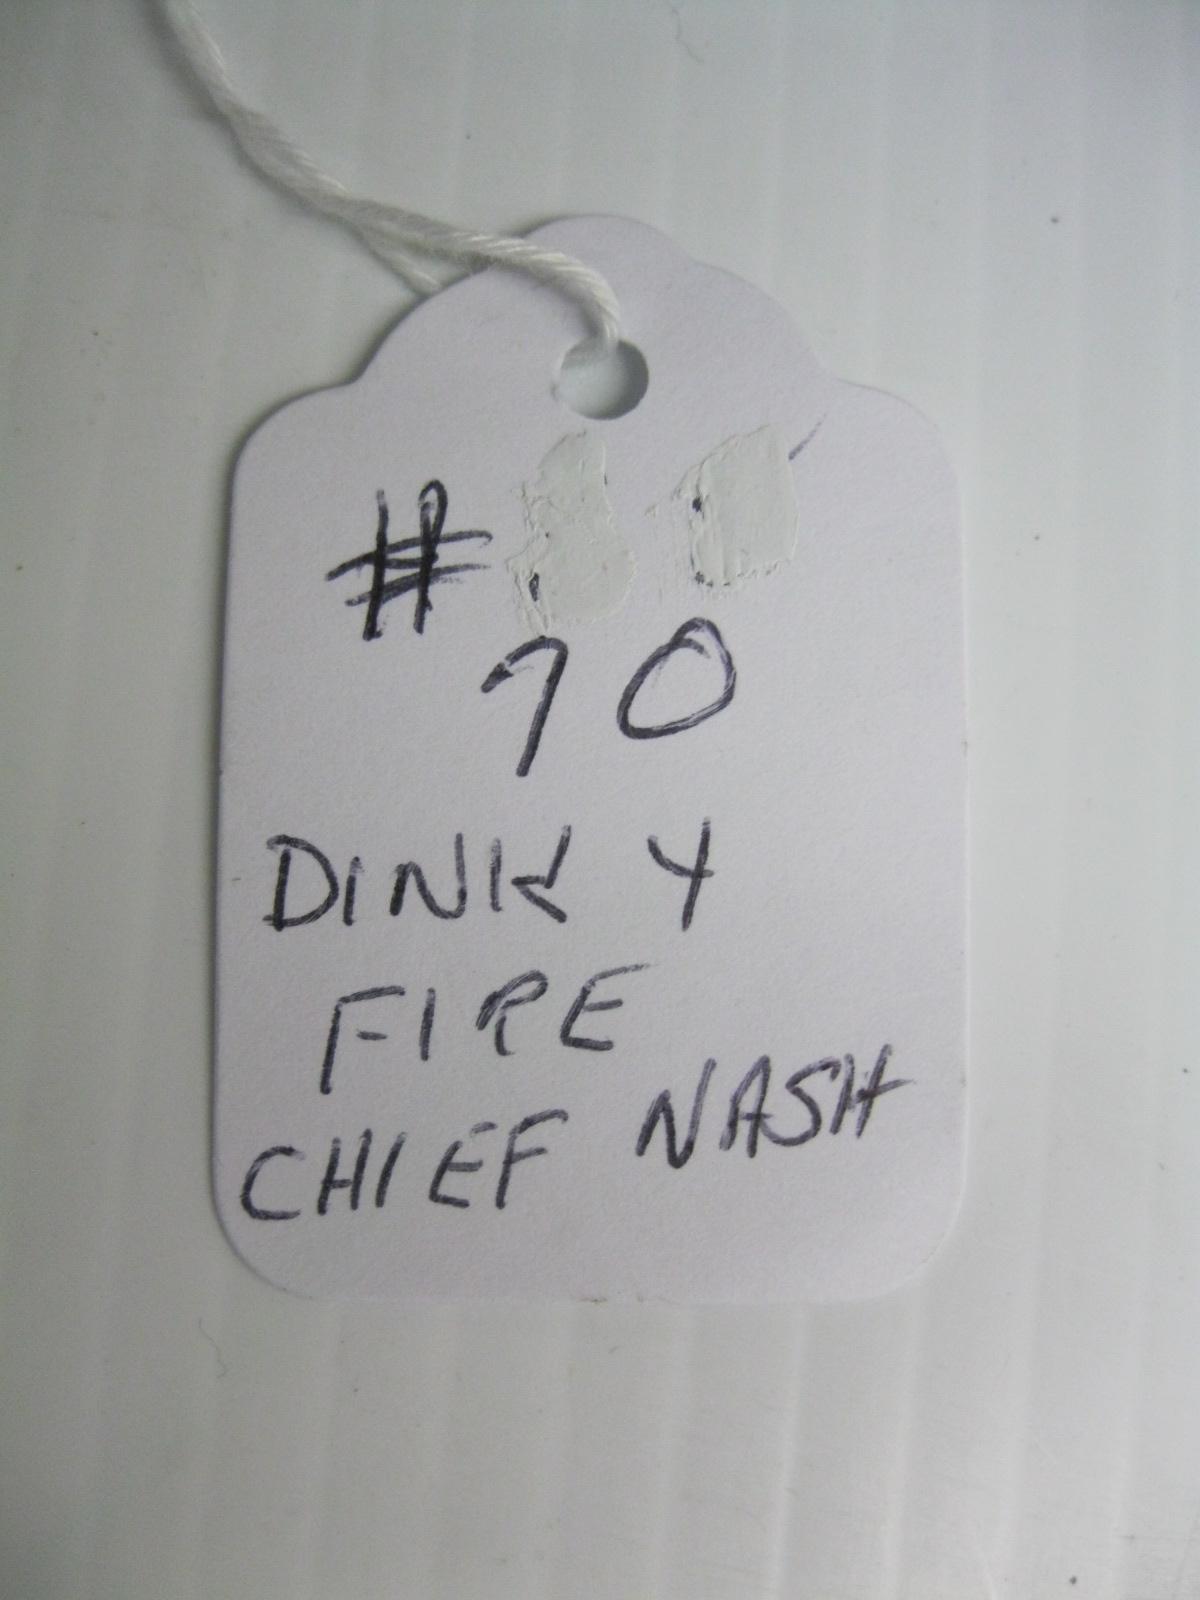 #
70
DINKY
FIRE
CHIEF NASH